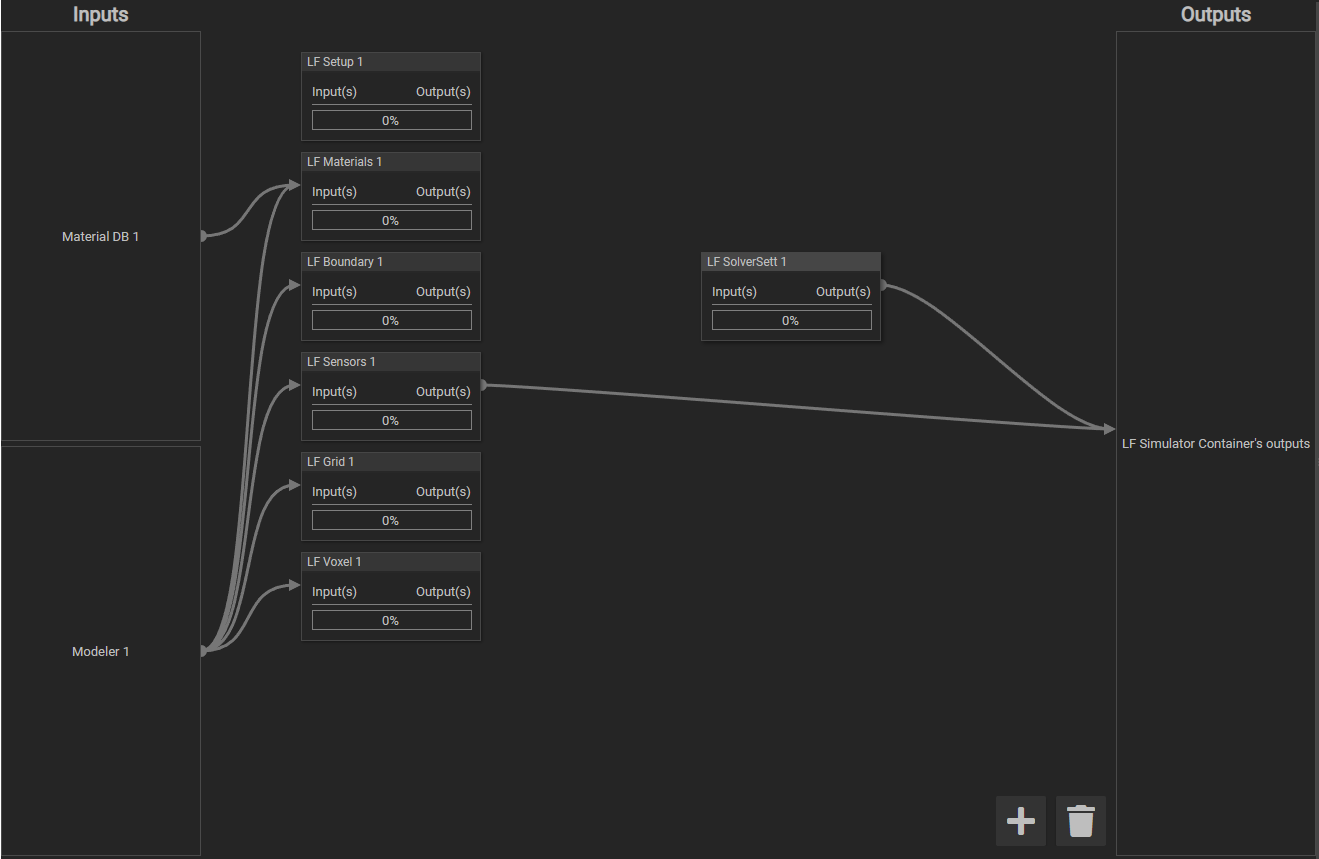 Inputs
Outputs
LF Setup 1
Input(s) Output(s)
0%
LF Materials 1
Input(s) Output(s)
0%
Material DB 1
LF Boundary 1
Input(s) Output(s)
0%
LF SolverSett 1
Input(s) Output(s)
0%
LF Sensors 1
Input(s) Output(s)
0%
LF Simulator Container's outputs
LF Grid 1
Input(s) Output(s)
0%
LF Voxel 1
Input(s) Output(s)
0%
Modeler 1